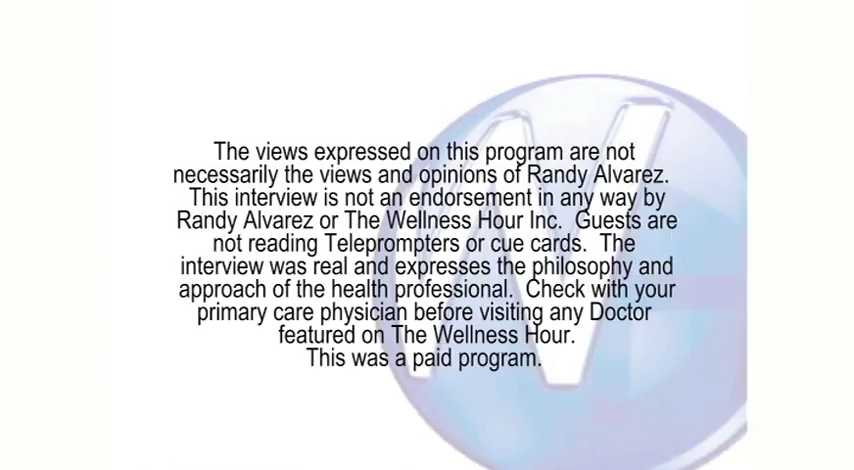 The views expressed on this program are not
necessarily the views and opinions of Randy Alvarez.
This interview is not an endorsement in any way by
Randy Alvarez or The Wellness Hour Inc.  Guests are
not reading Teleprompters or cue cards.  The
interview was real and expresses the philosophy and
approach of the health professional.  Check with your
primary care physician before visiting any Doctor
featured on The Wellness Hour.
This was a paid program.